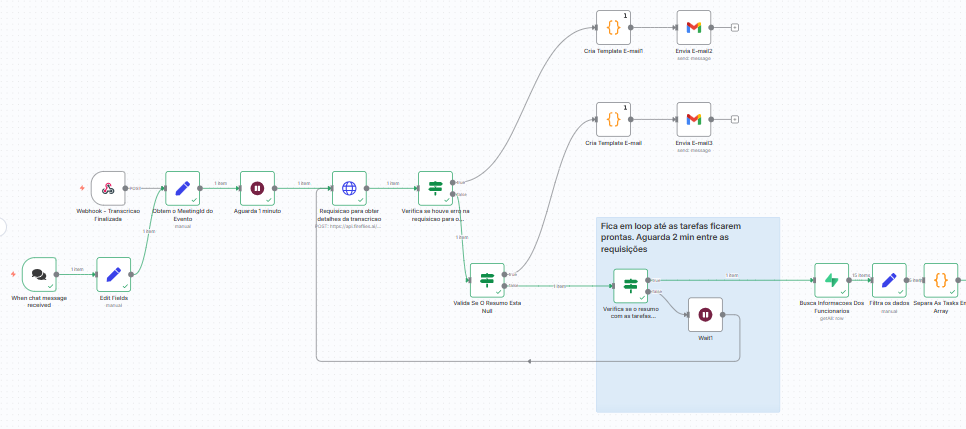 1
Cria Template E-mail1
Envia E-mail2
send: message
1
Cria Template E-mail
Envia E-mail3
send: message
POST
1 item
1 item
1 item
true
false
Webhook - Transcricao
Finalizada
Obtem o MeetingId do
Evento
manual
Aguarda 1 minuto
Requisicao para obter
detalhes da transcricao
POST: https://api.fireflies.ai/...
Verifica se houve erro na
requisicao para o...
1 item
1 item
Fica em loop até as tarefas ficarem
prontas. Aguarda 2 min entre as
requisições
1 item
When chat message
received
Edit Fields
manual
true
false
1 item
Valida Se O Resumo Esta
Null
true
false
1 item
Verifica se o resumo
com as tarefas...
Wait1
15 items
Busca Informacoes Dos
Funcionarios
getAll: row
Filtra os dados
manual
Separa As Tasks Em
Array